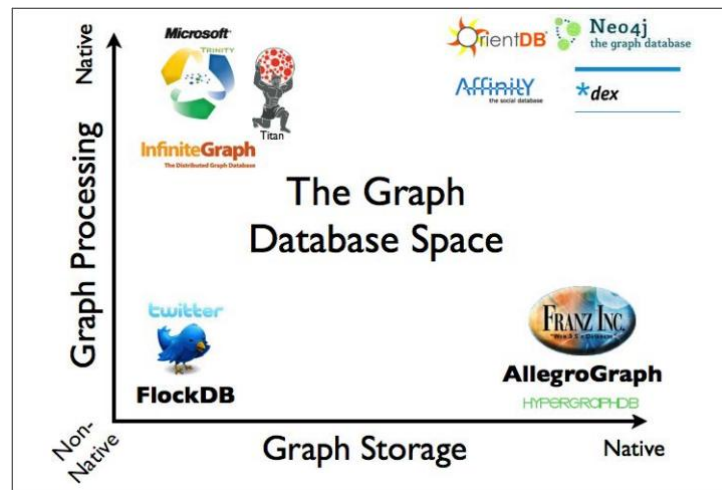 Microsoft
TRINITY
Titan
InfiniteGraph
The Distributed Graph Database
OrientDB
Neo4j
the graph database
AffinitY
the social database
*dex
Native
Graph Processing
The Graph
Database Space
twitter
FlockDB
FRANZ INC.
AllegroGraph
HYPERGRAPHDB
Non-
Native
Graph Storage
Native